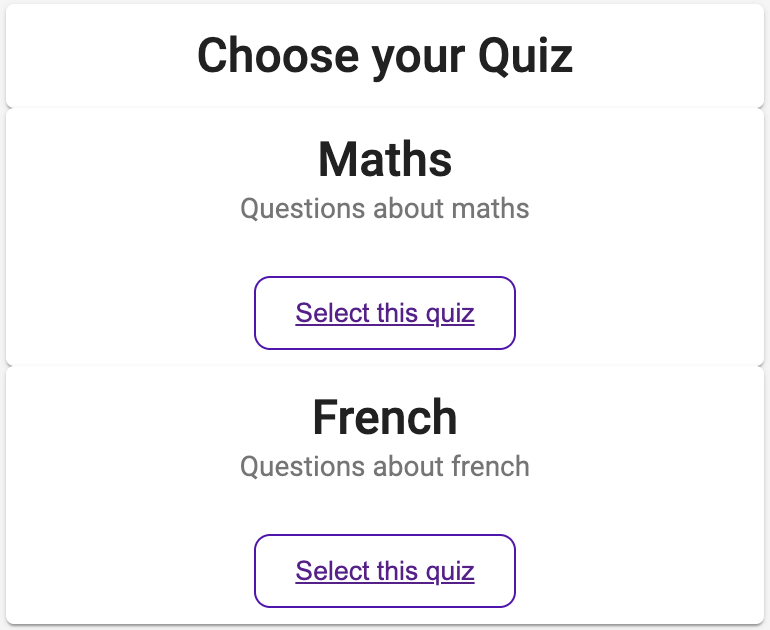 Choose your Quiz
Maths
Questions about maths
Select this quiz
French
Questions about french
Select this quiz